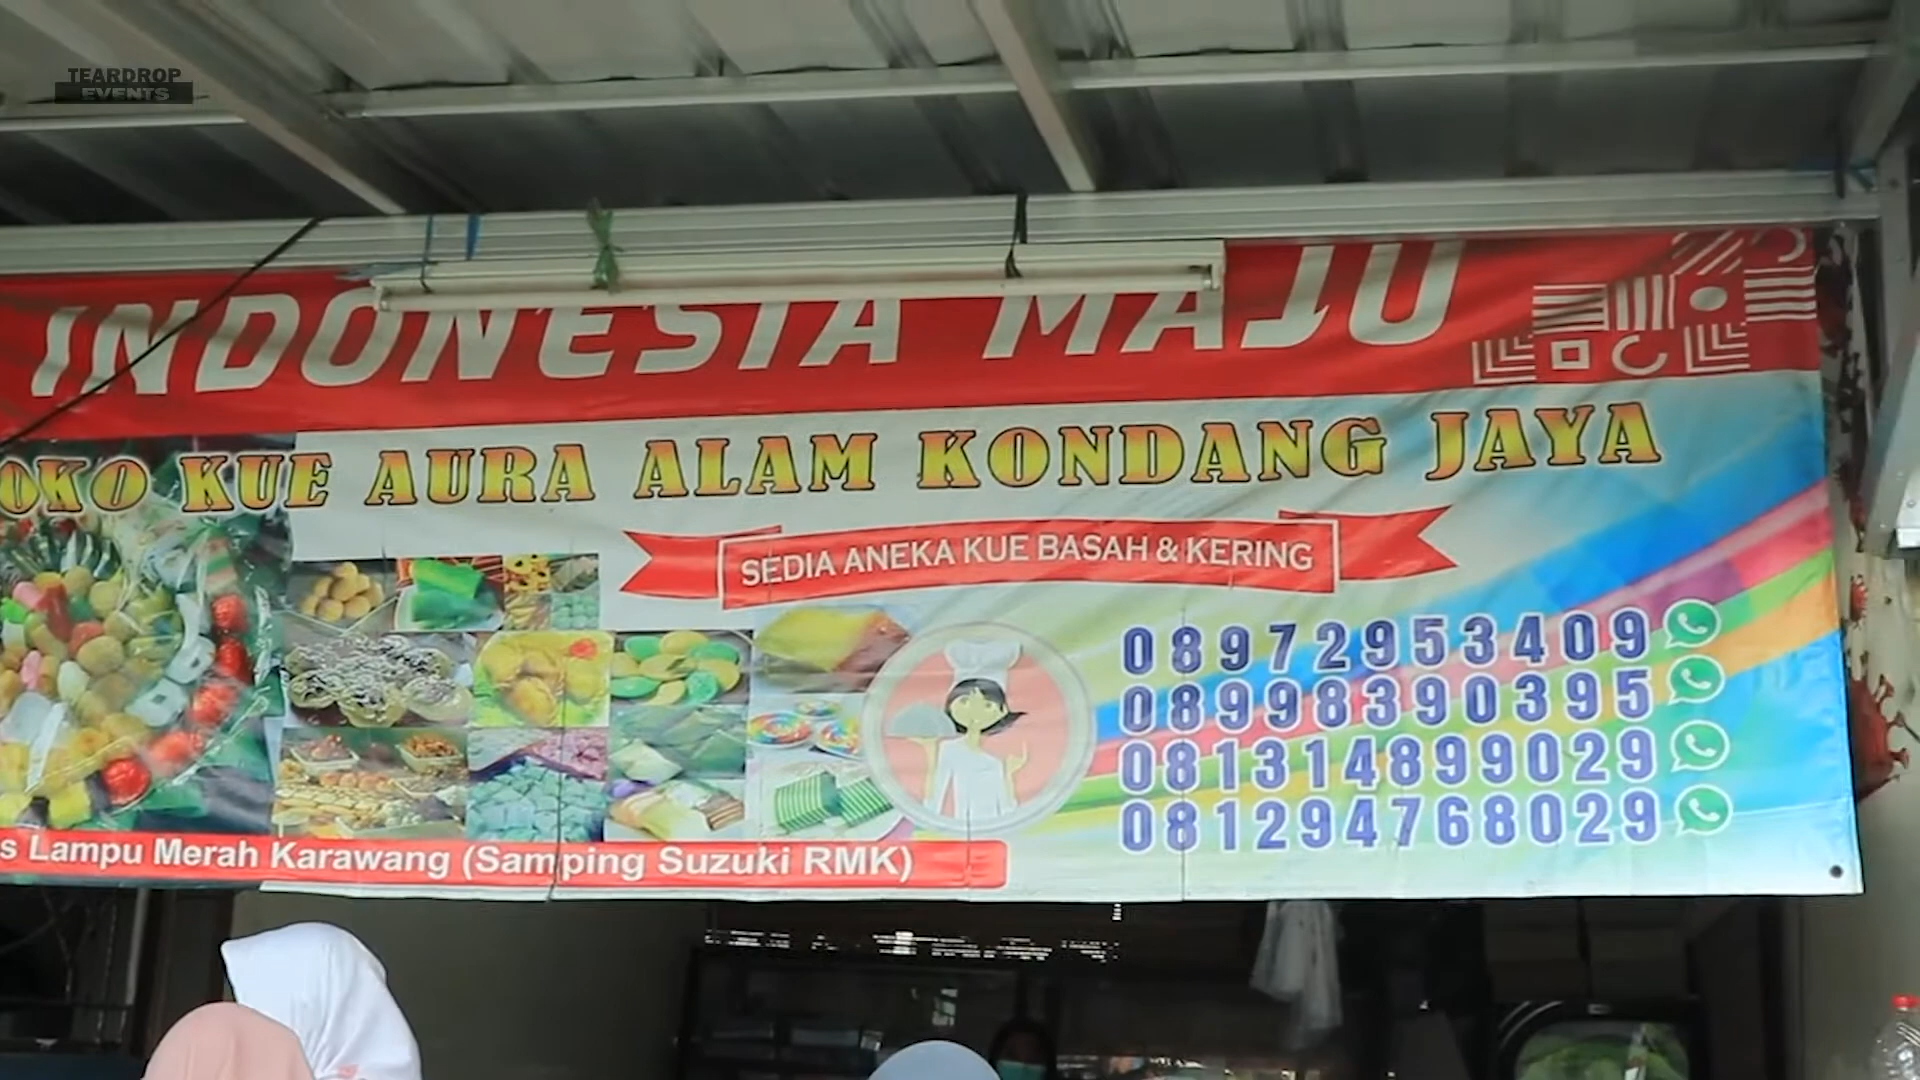 TEARDROP
EVENTS
INDONESIA MAJU
OKO KUE AURA ALAM KONDANG JAYA
SEDIA ANEKA KUE BASAH & KERING
08972953409
08998390395
081314899029
081294768029
s Lampu Merah Karawang (Samping Suzuki RMK)